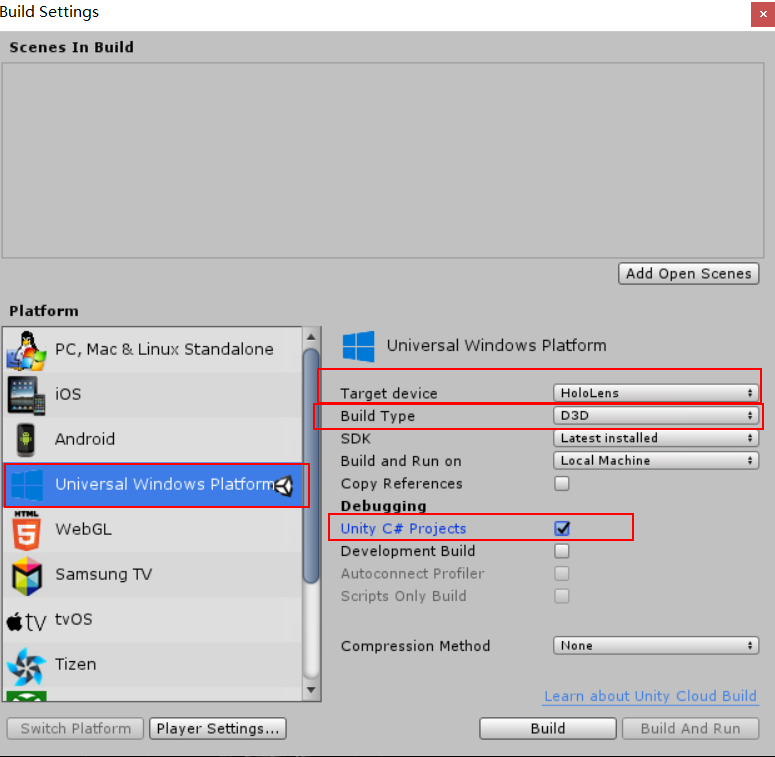 Build Settings
Scenes In Build
Add Open Scenes
Platform
PC, Mac & Linux Standalone
iOS
Android
Universal Windows Platform
HTML
5
WebGL
Samsung TV
tv
tvOS
Tizen
Universal Windows Platform
Target device HoloLens
Build Type D3D
SDK Latest installed
Build and Run on Local Machine
Copy References
Debugging
Unity C# Projects
Development Build
Autoconnect Profiler
Scripts Only Build
Compression Method None
Learn about Unity Cloud Build
Switch Platform Player Settings... Build Build And Run